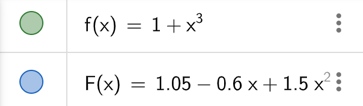 f(x) = 1 + x³
F(x) = 1.05 − 0.6 x + 1.5 x²